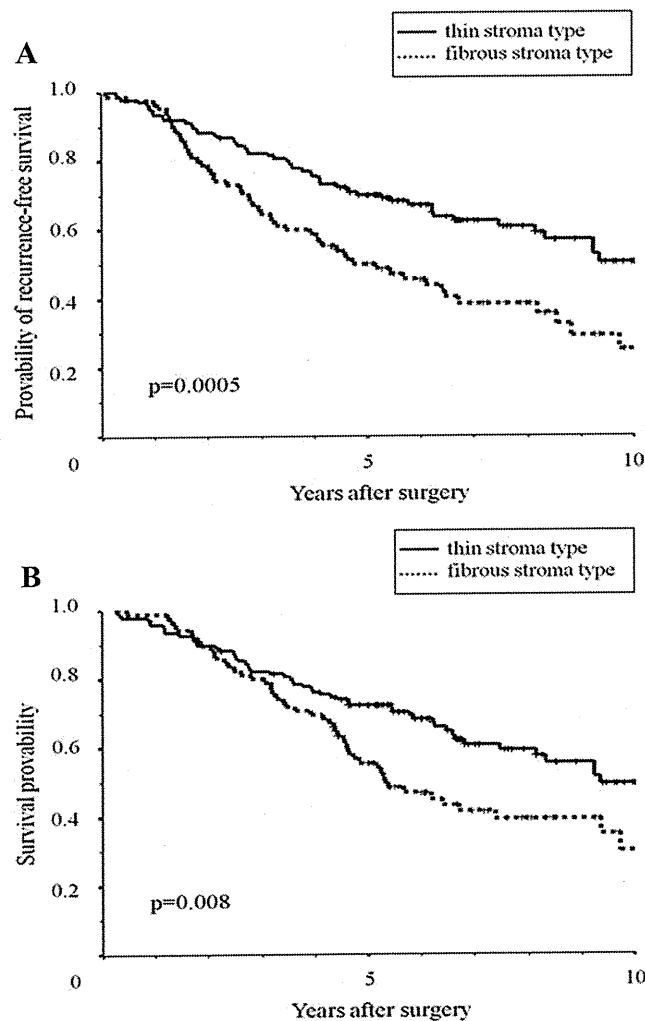 thin stroma type
fibrous stroma type
A
1.0
0.8
0.6
0.4
0.2
0
Provability of recurrence-free survival
p=0.0005
5
10
Years after surgery
thin stroma type
fibrous stroma type
B
1.0
0.8
0.6
0.4
0.2
0
Survival provability
p=0.008
5
10
Years after surgery